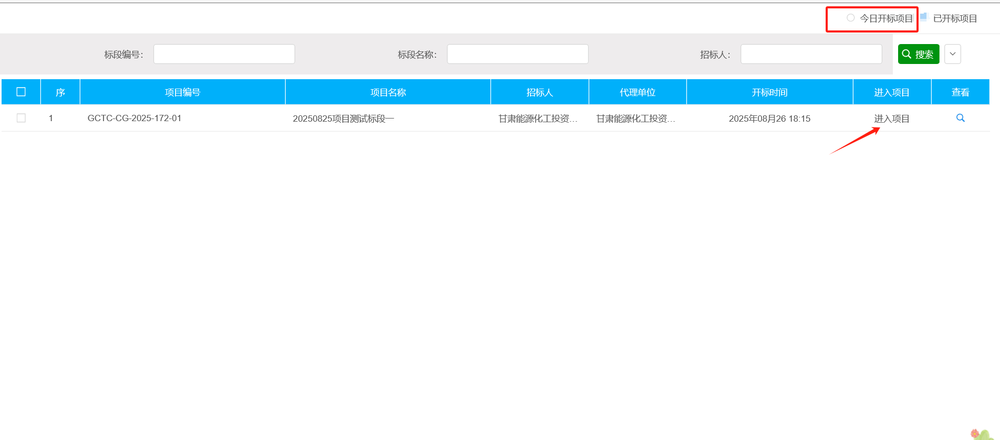 今日开标项目 已开标项目
标段编号： 标段名称： 招标人： 搜索
序 项目编号 项目名称 招标人 代理单位 开标时间 进入项目 查看
1 GCTC-CG-2025-172-01 20250825项目测试标段一 甘肃能源化工投资... 甘肃能源化工投资... 2025年08月26 18:15 进入项目